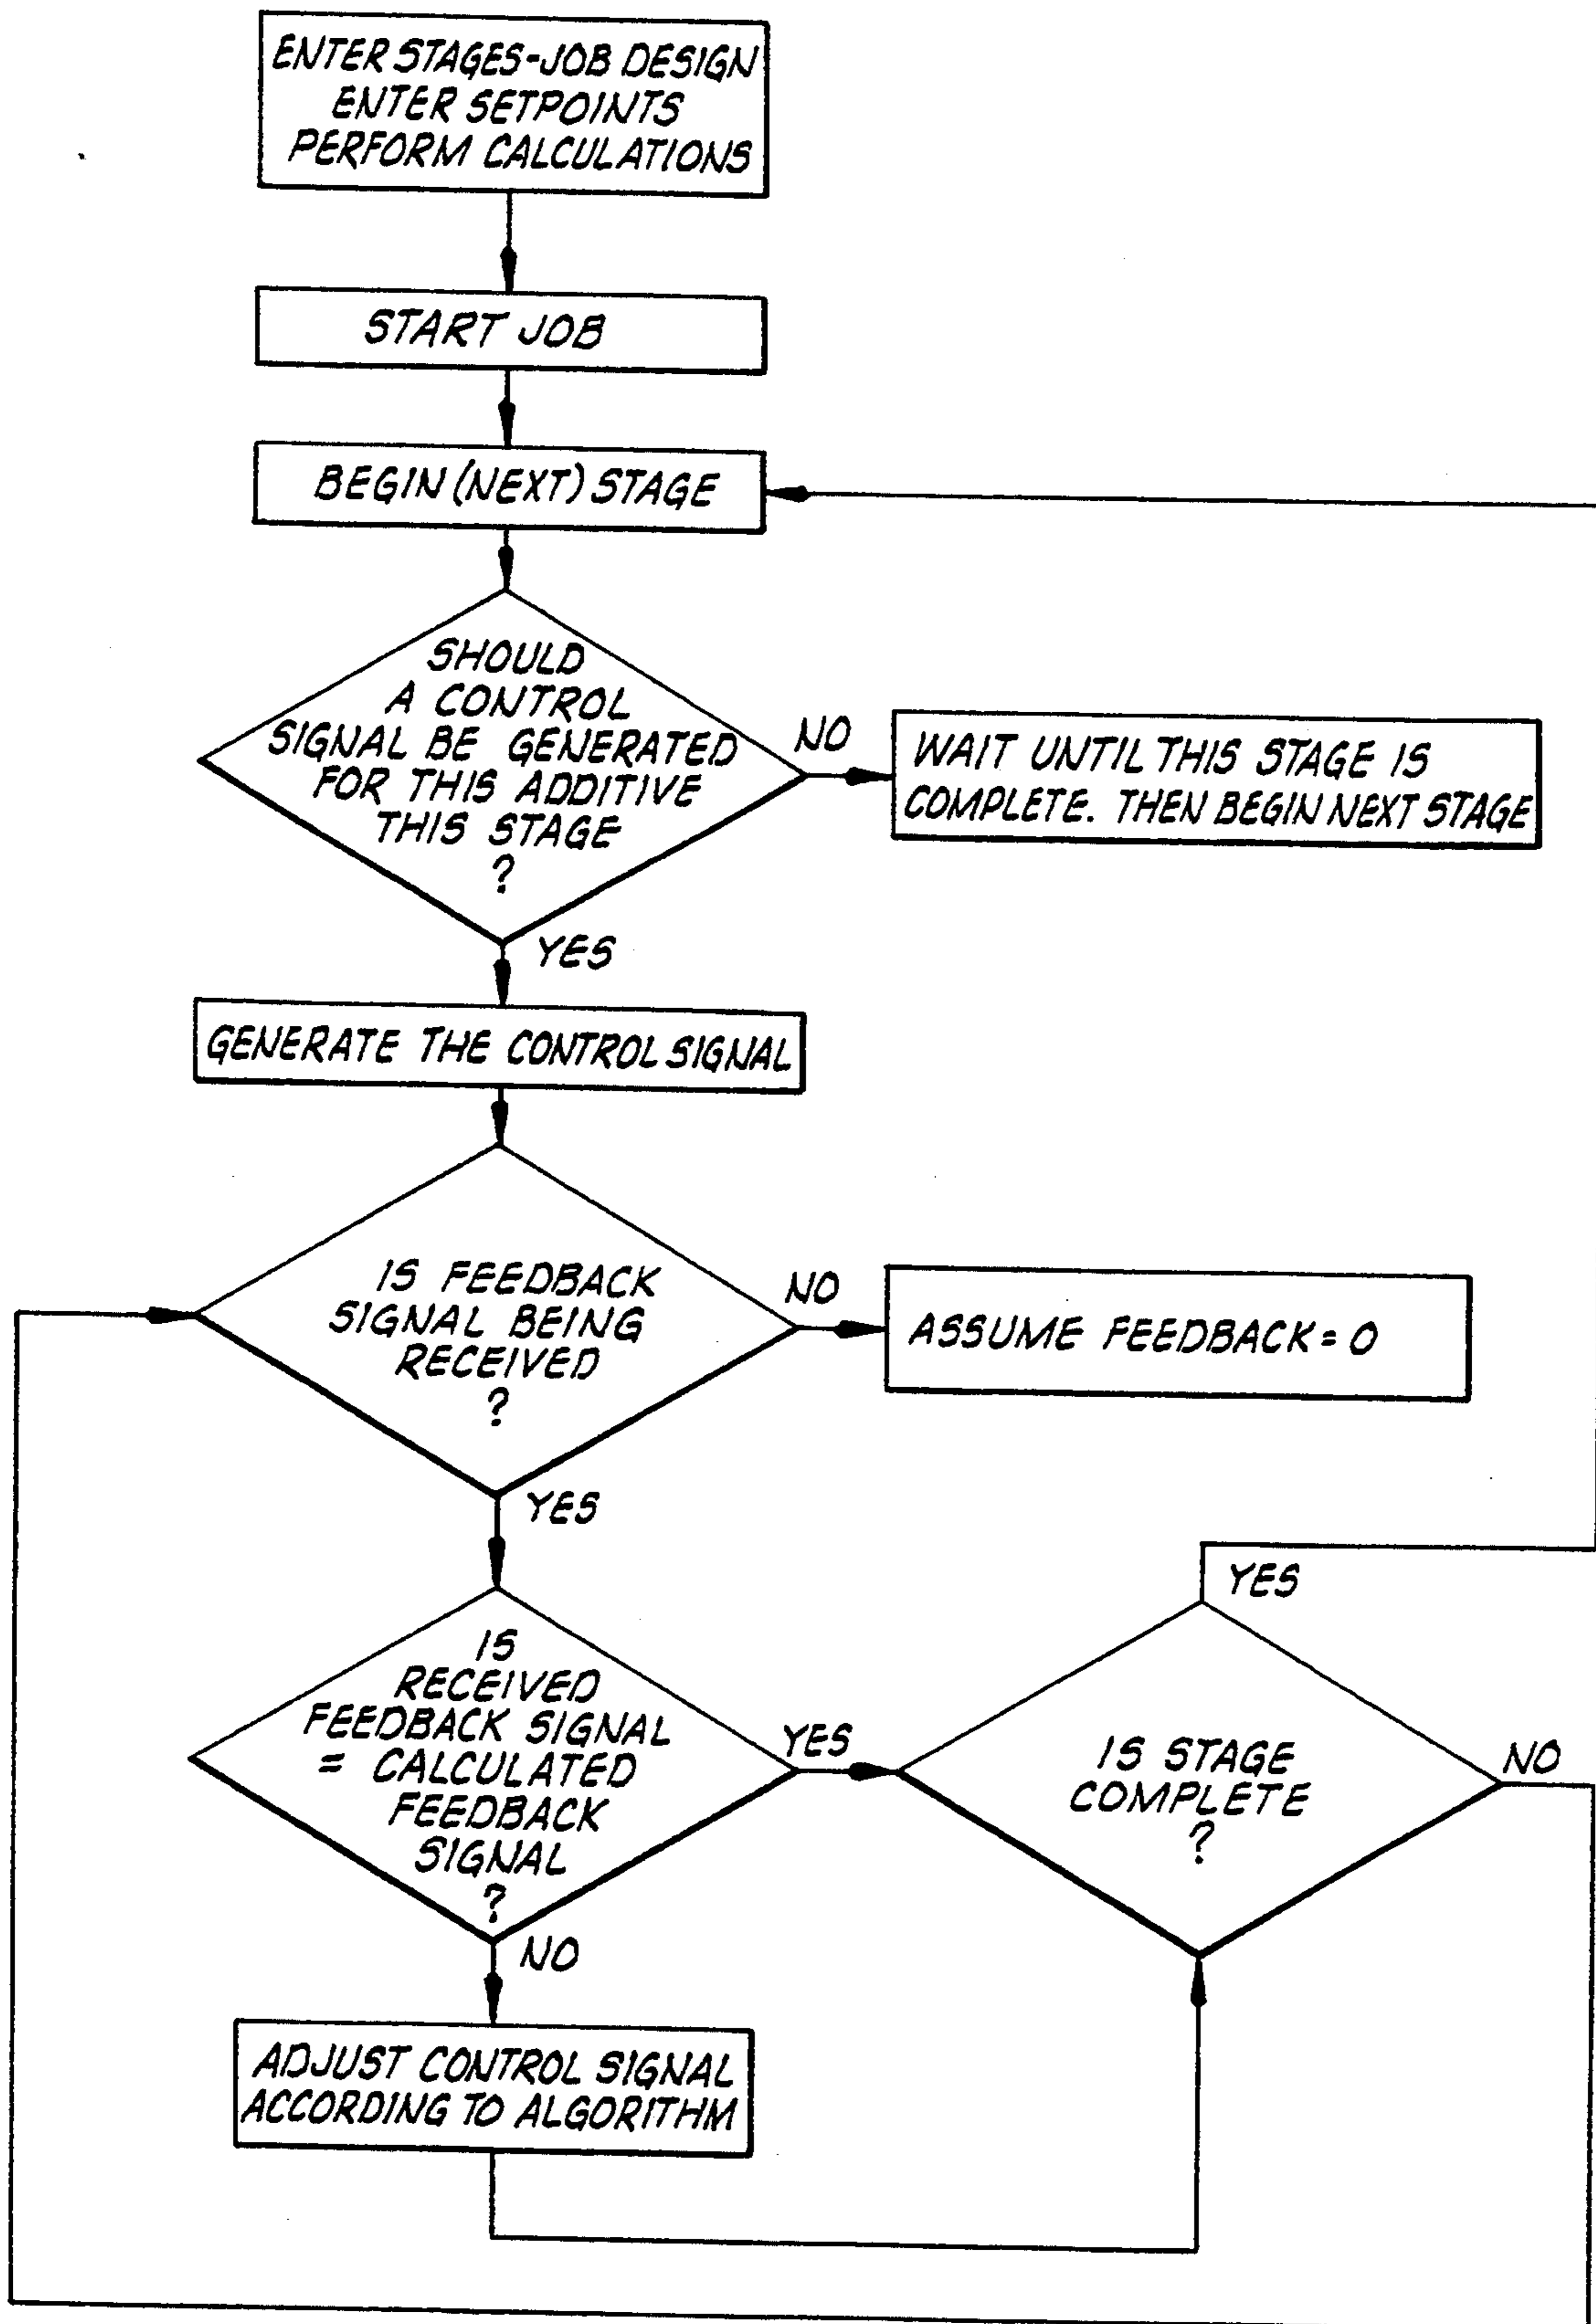 ENTER STAGES-JOB DESIGN
ENTER SETPOINTS
PERFORM CALCULATIONS
START JOB
BEGIN (NEXT) STAGE
SHOULD
A CONTROL
SIGNAL BE GENERATED
FOR THIS ADDITIVE
THIS STAGE
?
NO
WAIT UNTIL THIS STAGE IS
COMPLETE. THEN BEGIN NEXT STAGE
YES
GENERATE THE CONTROL SIGNAL
IS FEEDBACK
SIGNAL BEING
RECEIVED
?
NO
ASSUME FEEDBACK = 0
YES
IS
RECEIVED
FEEDBACK SIGNAL
= CALCULATED
FEEDBACK
SIGNAL
?
YES
IS STAGE
COMPLETE
?
YES
NO
NO
ADJUST CONTROL SIGNAL
ACCORDING TO ALGORITHM